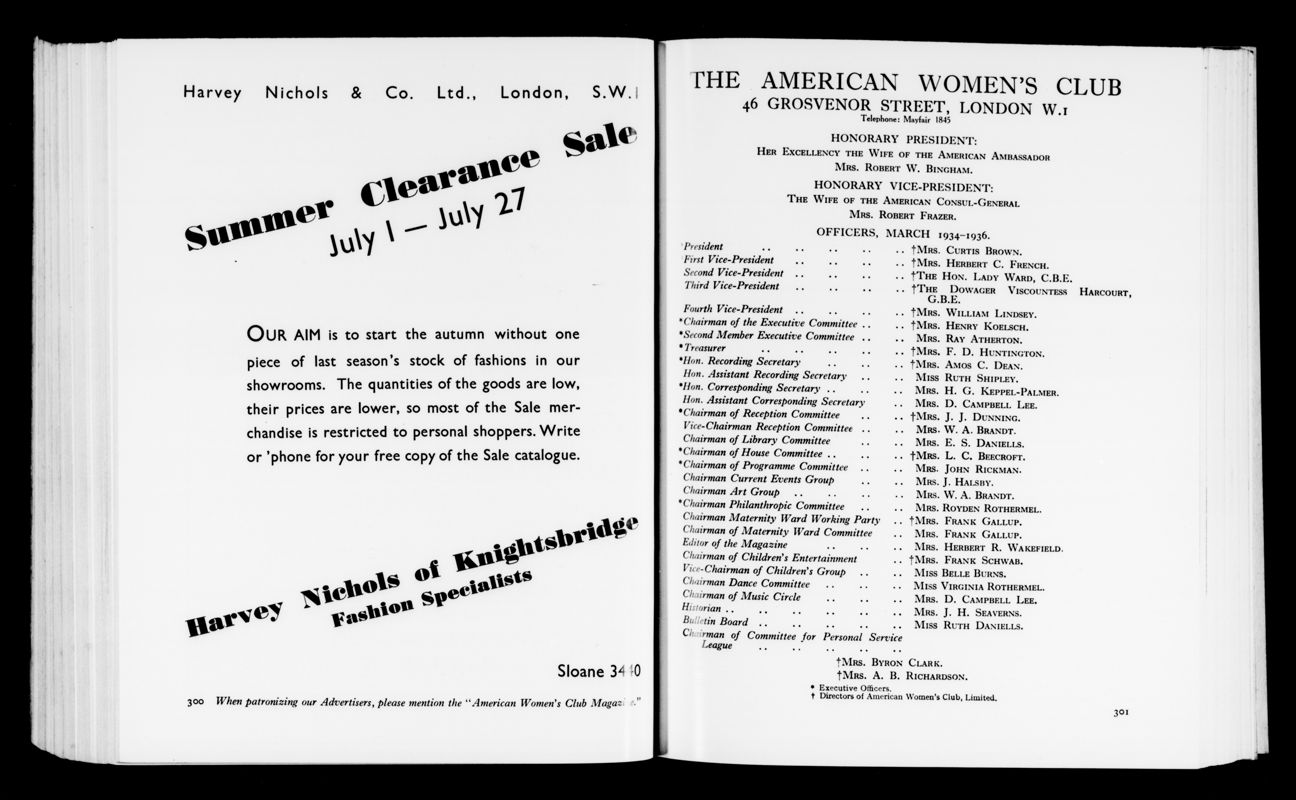 Harvey Nichols & Co. Ltd., London, S.W.1
Summer Clearance Sale
July 1 — July 27
OUR AIM is to start the autumn without one
piece of last season's stock of fashions in our
showrooms. The quantities of the goods are low,
their prices are lower, so most of the Sale mer-
chandise is restricted to personal shoppers. Write
or 'phone for your free copy of the Sale catalogue.
Harvey Nichols of Knightsbridge
Fashion Specialists
Sloane 3440
300 When patronizing our Advertisers, please mention the "American Women's Club Magazine."
THE AMERICAN WOMEN'S CLUB
46 GROSVENOR STREET, LONDON W.1
Telephone: Mayfair 1845
HONORARY PRESIDENT:
HER EXCELLENCY THE WIFE OF THE AMERICAN AMBASSADOR
MRS. ROBERT W. BINGHAM.
HONORARY VICE-PRESIDENT:
THE WIFE OF THE AMERICAN CONSUL-GENERAL
MRS. ROBERT FRAZER.
OFFICERS, MARCH 1934-1936.
President .. .. .. .. .. †MRS. CURTIS BROWN.
First Vice-President .. .. .. .. †MRS. HERBERT C. FRENCH.
Second Vice-President .. .. .. .. †THE HON. LADY WARD, C.B.E.
Third Vice-President .. .. .. .. †THE DOWAGER VISCOUNTESS HARCOURT,
G.B.E.
Fourth Vice-President .. .. .. .. †MRS. WILLIAM LINDSEY.
*Chairman of the Executive Committee .. .. †MRS. HENRY KOELSCH.
*Second Member Executive Committee .. .. MRS. RAY ATHERTON.
*Treasurer .. .. .. .. .. †MRS. F. D. HUNTINGTON.
*Hon. Recording Secretary .. .. .. †MRS. AMOS C. DEAN.
Hon. Assistant Recording Secretary .. .. MISS RUTH SHIPLEY.
*Hon. Corresponding Secretary .. .. .. MRS. H. G. KEPPEL-PALMER.
Hon. Assistant Corresponding Secretary .. MRS. D. CAMPBELL LEE.
*Chairman of Reception Committee .. .. †MRS. J. J. DUNNING.
Vice-Chairman Reception Committee .. .. MRS. W. A. BRANDT.
Chairman of Library Committee .. .. MRS. E. S. DANIELLS.
*Chairman of House Committee .. .. .. †MRS. L. C. BEECROFT.
*Chairman of Programme Committee .. .. MRS. JOHN RICKMAN.
Chairman Current Events Group .. .. MRS. J. HALSBY.
Chairman Art Group .. .. .. .. MRS. W. A. BRANDT.
*Chairman Philanthropic Committee .. .. MRS. ROYDEN ROTHERMEL.
Chairman Maternity Ward Working Party .. †MRS. FRANK GALLUP.
Chairman of Maternity Ward Committee .. MRS. FRANK GALLUP.
Editor of the Magazine .. .. .. MRS. HERBERT R. WAKEFIELD.
Chairman of Children's Entertainment .. †MRS. FRANK SCHWAB.
Vice-Chairman of Children's Group .. .. MISS BELLE BURNS.
Chairman Dance Committee .. .. .. MISS VIRGINIA ROTHERMEL.
Chairman of Music Circle .. .. .. MRS. D. CAMPBELL LEE.
Historian .. .. .. .. .. .. MRS. J. H. SEAVERNS.
Bulletin Board .. .. .. .. .. MISS RUTH DANIELLS.
Chairman of Committee for Personal Service
League .. .. .. .. ..
†MRS. BYRON CLARK.
†MRS. A. B. RICHARDSON.
* Executive Officers.
† Directors of American Women's Club, Limited.
301